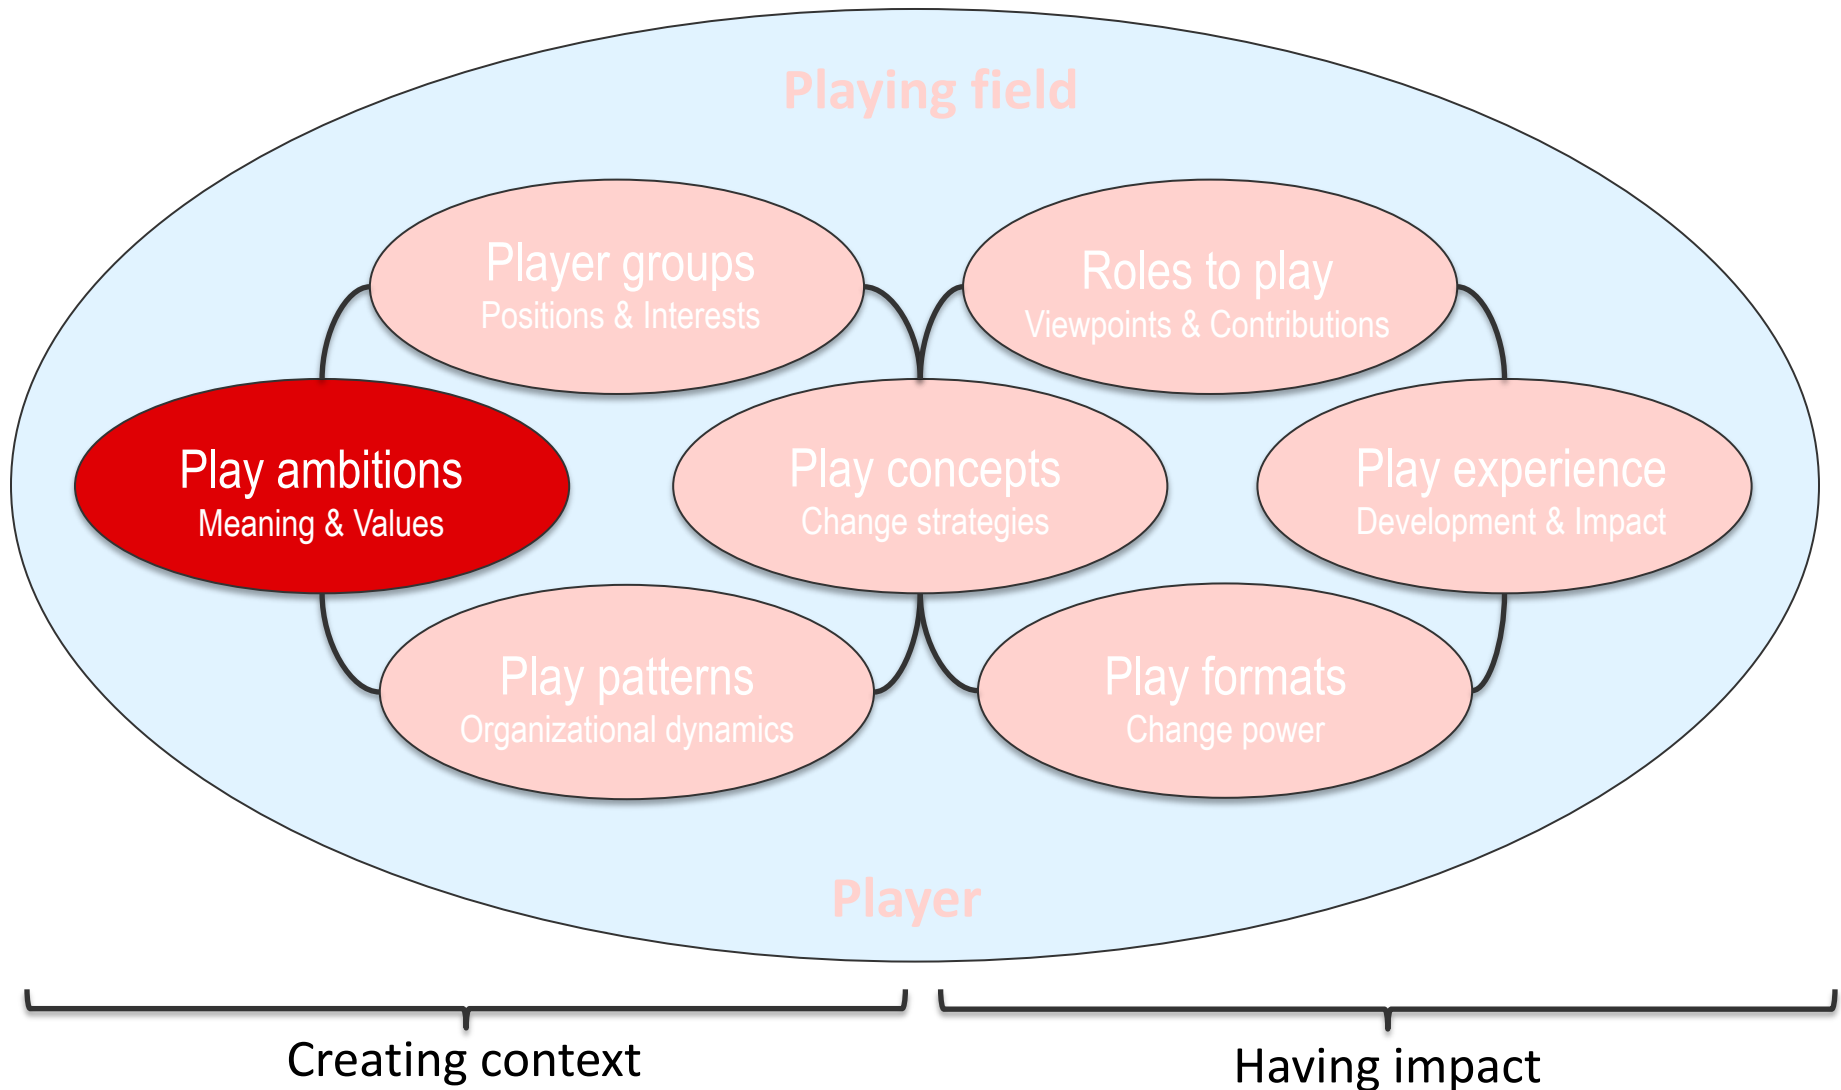 Playing field
Player groups
Positions & Interests
Roles to play
Viewpoints & Contributions
Play ambitions
Meaning & Values
Play concepts
Change strategies
Play experience
Development & Impact
Play patterns
Organizational dynamics
Play formats
Change power
Player
Creating context
Having impact